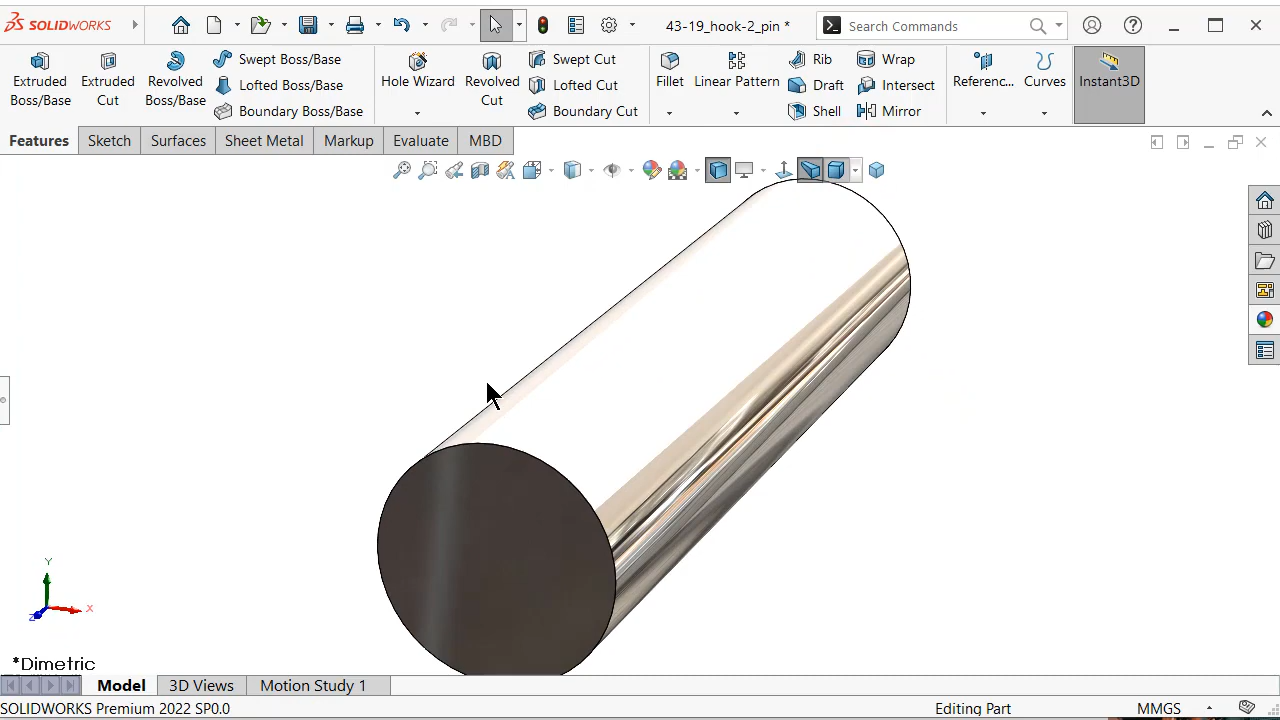 SOLIDWORKS
43-19_hook-2_pin *
Search Commands
Extruded Boss/Base
Extruded Cut
Revolved Boss/Base
Swept Boss/Base
Lofted Boss/Base
Boundary Boss/Base
Hole Wizard
Revolved Cut
Swept Cut
Lofted Cut
Boundary Cut
Fillet
Linear Pattern
Rib
Draft
Shell
Wrap
Intersect
Mirror
Referenc...
Curves
Instant3D
Features
Sketch
Surfaces
Sheet Metal
Markup
Evaluate
MBD
Y
X
Z
*Dimetric
Model
3D Views
Motion Study 1
SOLIDWORKS Premium 2022 SP0.0
Editing Part
MMGS